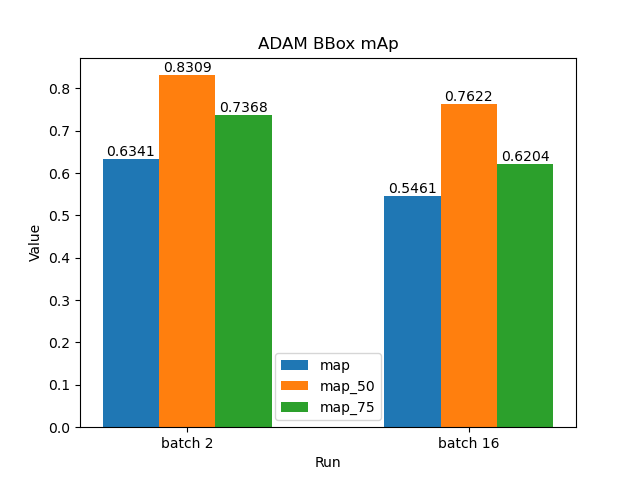 ADAM BBox mAp
Value
0.8
0.7
0.6
0.5
0.4
0.3
0.2
0.1
0.0
0.6341
0.8309
0.7368
0.5461
0.7622
0.6204
map
map_50
map_75
batch 2
batch 16
Run